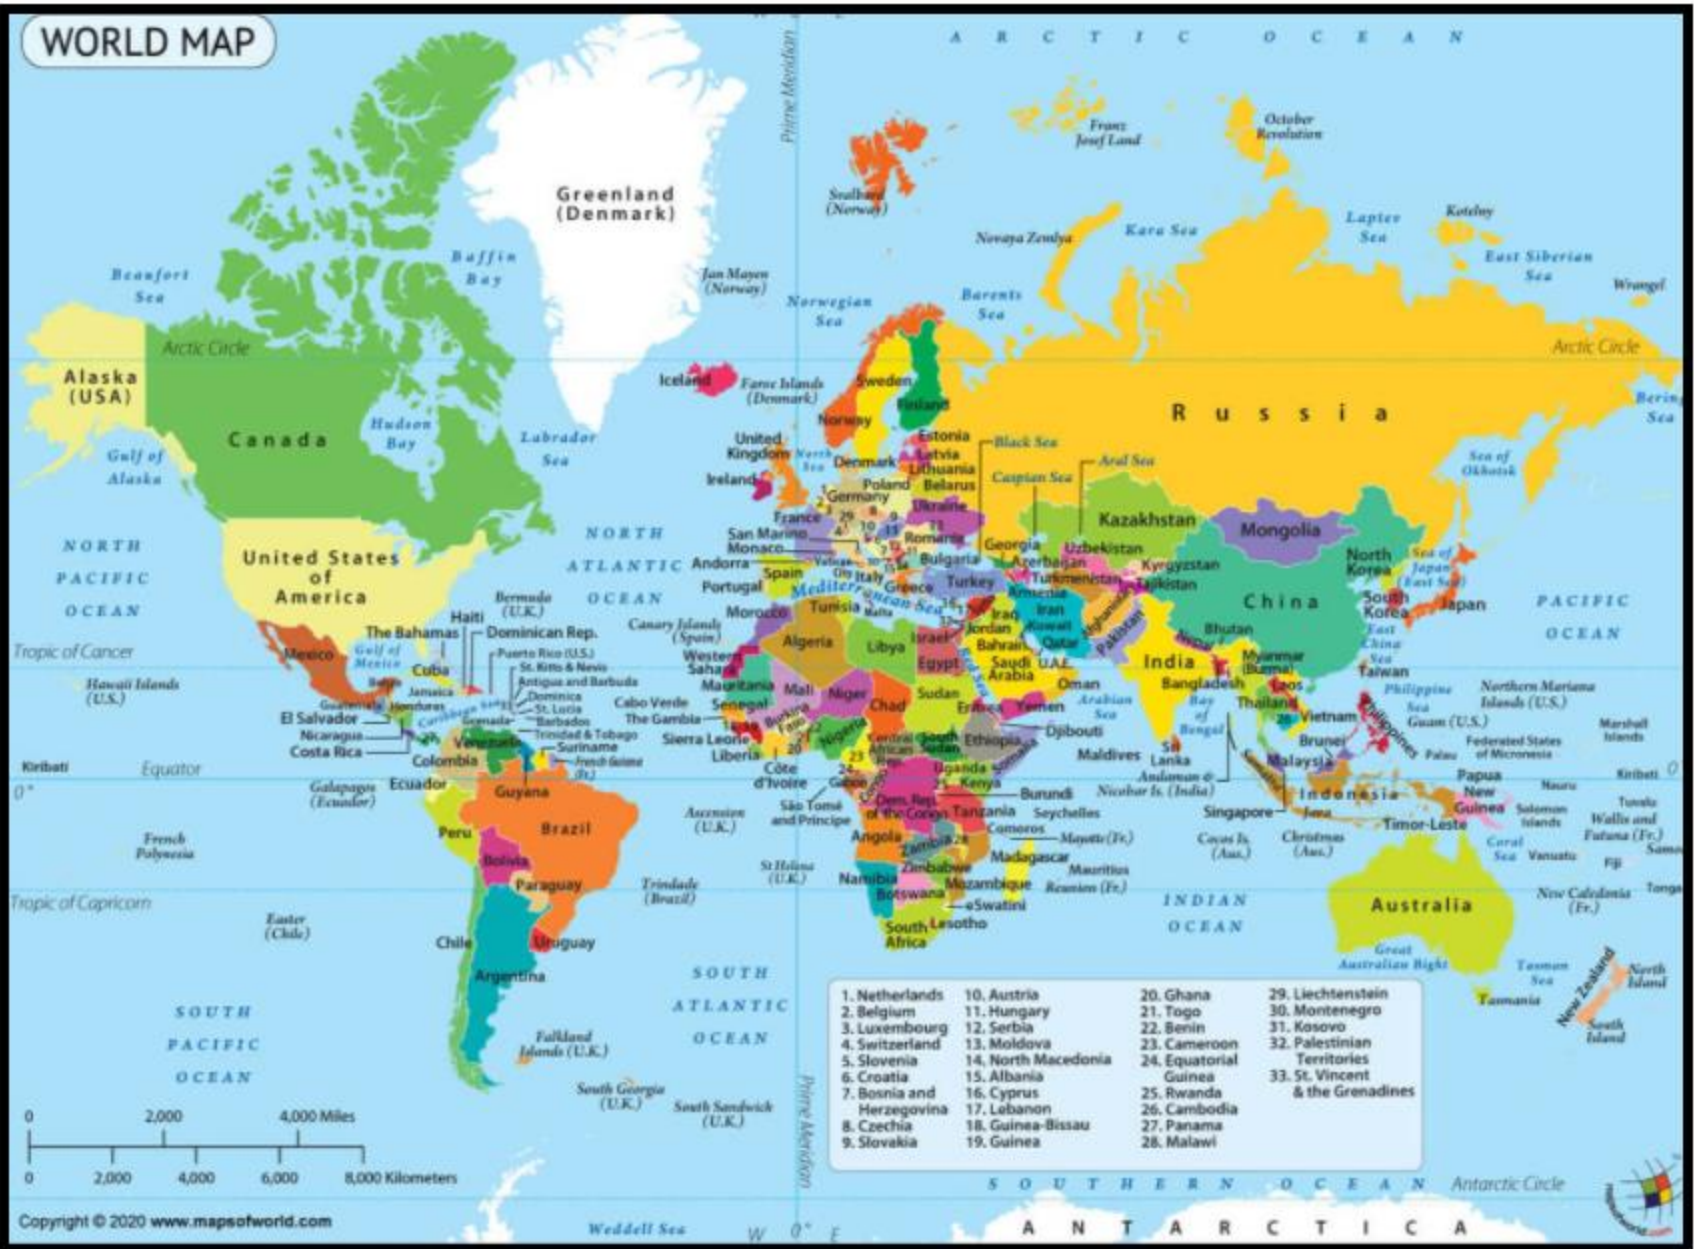 WORLD MAP
Prime Meridian
W
E
A R C T I C   O C E A N
Greenland
(Denmark)
Svalbard
(Norway)
Franz
Josef Land
October
Revolution
Novaya Zemlya
Kara Sea
Laptev
Sea
Kotelny
East Siberian
Sea
Wrangel
Beaufort
Sea
Baffin
Bay
Jan Mayen
(Norway)
Norwegian
Sea
Barents
Sea
Arctic Circle
Arctic Circle
Alaska
(USA)
Canada
Hudson
Bay
Gulf of
Alaska
Labrador
Sea
Iceland
Faroe Islands
(Denmark)
Sweden
Finland
Norway
Russia
Bering
Sea
Sea of
Okhotsk
United
Kingdom
North
Sea
Ireland
Denmark
Estonia
Latvia
Lithuania
Belarus
Poland
Germany
Ukraine
France
Romania
San Marino
Monaco
Andorra
Vatican
City
Italy
Spain
Portugal
Bulgaria
Greece
Turkey
Georgia
Azerbaijan
Armenia
Black Sea
Caspian Sea
Aral Sea
Kazakhstan
Uzbekistan
Turkmenistan
Kyrgyzstan
Tajikistan
Mongolia
China
North
Korea
South
Korea
Sea of
Japan
(East Sea)
Japan
NORTH
PACIFIC
OCEAN
United States
of
America
NORTH
ATLANTIC
OCEAN
Bermuda
(U.K.)
Mediterranean Sea
Malta
Morocco
Tunisia
Canary Islands
(Spain)
Algeria
Libya
Israel
Egypt
Jordan
Iraq
Iran
Kuwait
Bahrain
Qatar
Saudi
Arabia
U.A.E.
Oman
Yemen
Red Sea
Afghanistan
Pakistan
India
Nepal
Bhutan
Bangladesh
Myanmar
(Burma)
Laos
Thailand
Vietnam
East
China
Sea
Taiwan
PACIFIC
OCEAN
Tropic of Cancer
Hawaii Islands
(U.S.)
Mexico
Gulf of
Mexico
Haiti
The Bahamas
Dominican Rep.
Cuba
Puerto Rico (U.S.)
St. Kitts & Nevis
Antigua and Barbuda
Dominica
St. Lucia
Barbados
Trinidad & Tobago
Belize
Jamaica
Guatemala
Honduras
Caribbean Sea
Grenada
El Salvador
Nicaragua
Costa Rica
Venezuela
Suriname
French Guiana
(Fr.)
Colombia
Guyana
Ecuador
Galapagos
(Ecuador)
Kiribati
Equator
0°
Western
Sahara
Mauritania
Mali
Niger
Chad
Sudan
Eritrea
Cabo Verde
Senegal
The Gambia
Burkina
Faso
Nigeria
Sierra Leone
Liberia
Côte
d'Ivoire
Central
African
Rep.
South
Sudan
Ethiopia
Djibouti
Somalia
Uganda
Kenya
Gabon
Congo
Dem. Rep.
of the Congo
Burundi
Tanzania
São Tomé
and Principe
Seychelles
Comoros
Mayotte (Fr.)
Angola
Zambia
Zimbabwe
Madagascar
Mozambique
Mauritius
Reunion (Fr.)
Namibia
Botswana
eSwatini
Lesotho
South
Africa
Ascension
(U.K.)
St Helena
(U.K.)
Trindade
(Brazil)
Arabian
Sea
Bay
of
Bengal
Maldives
Sri
Lanka
Andaman &
Nicobar Is. (India)
Philippine
Sea
Philippines
Northern Mariana
Islands (U.S.)
Guam (U.S.)
Marshall
Islands
Federated States
of Micronesia
Palau
Brunei
Malaysia
Sumatra
Singapore
Indonesia
Java
Papua
New
Guinea
Timor-Leste
Nauru
Kiribati
0
Solomon
Islands
Tuvalu
Wallis and
Futuna (Fr.)
Samoa
Coral
Sea
Vanuatu
Fiji
Tonga
New Caledonia
(Fr.)
Cocos Is.
(Aus.)
Christmas
(Aus.)
INDIAN
OCEAN
Australia
Great
Australian Bight
Tasman
Sea
Tasmania
New Zealand
North
Island
South
Island
French
Polynesia
Peru
Brazil
Bolivia
Paraguay
Tropic of Capricorn
Easter
(Chile)
Chile
Uruguay
Argentina
SOUTH
PACIFIC
OCEAN
SOUTH
ATLANTIC
OCEAN
Falkland
Islands (U.K.)
South Georgia
(U.K.)
South Sandwich
(U.K.)
Prime Meridian
1. Netherlands
2. Belgium
3. Luxembourg
4. Switzerland
5. Slovenia
6. Croatia
7. Bosnia and
Herzegovina
8. Czechia
9. Slovakia
10. Austria
11. Hungary
12. Serbia
13. Moldova
14. North Macedonia
15. Albania
16. Cyprus
17. Lebanon
18. Guinea-Bissau
19. Guinea
20. Ghana
21. Togo
22. Benin
23. Cameroon
24. Equatorial
Guinea
25. Rwanda
26. Cambodia
27. Panama
28. Malawi
29. Liechtenstein
30. Montenegro
31. Kosovo
32. Palestinian
Territories
33. St. Vincent
& the Grenadines
0 2,000 4,000 Miles
0 2,000 4,000 6,000 8,000 Kilometers
Copyright © 2020 www.mapsofworld.com
Weddell Sea
W 0° E
SOUTHERN OCEAN
Antarctic Circle
ANTARCTICA
mapsofworld.com